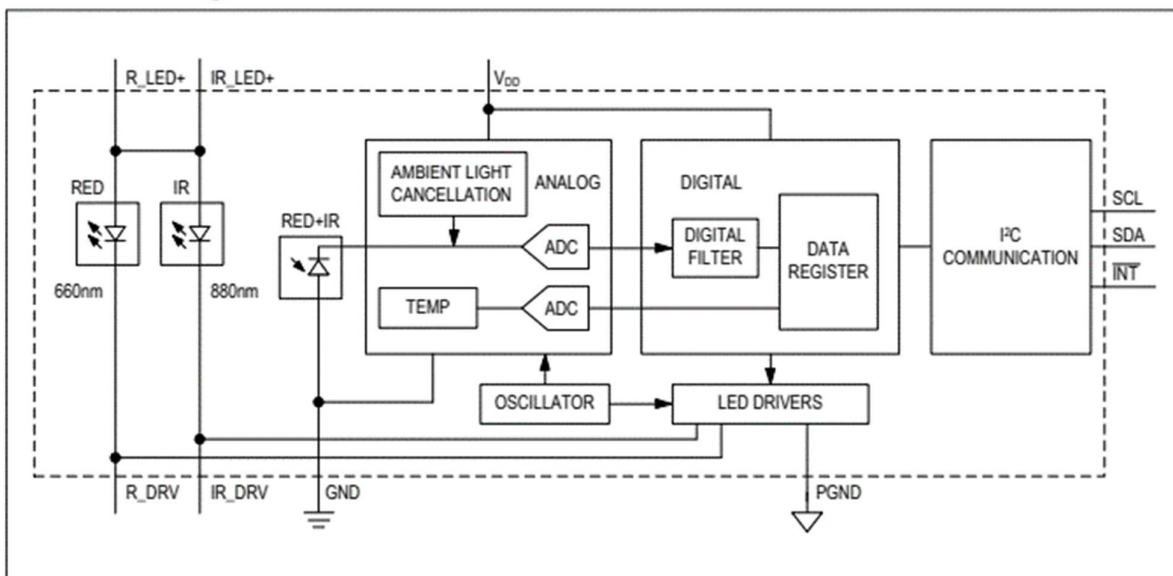 R_LED+
IR_LED+
VDD
RED
IR
660nm
880nm
RED+IR
AMBIENT LIGHT
CANCELLATION
ANALOG
ADC
TEMP
ADC
DIGITAL
DIGITAL
FILTER
DATA
REGISTER
I²C
COMMUNICATION
SCL
SDA
INT
OSCILLATOR
LED DRIVERS
R_DRV
IR_DRV
GND
PGND